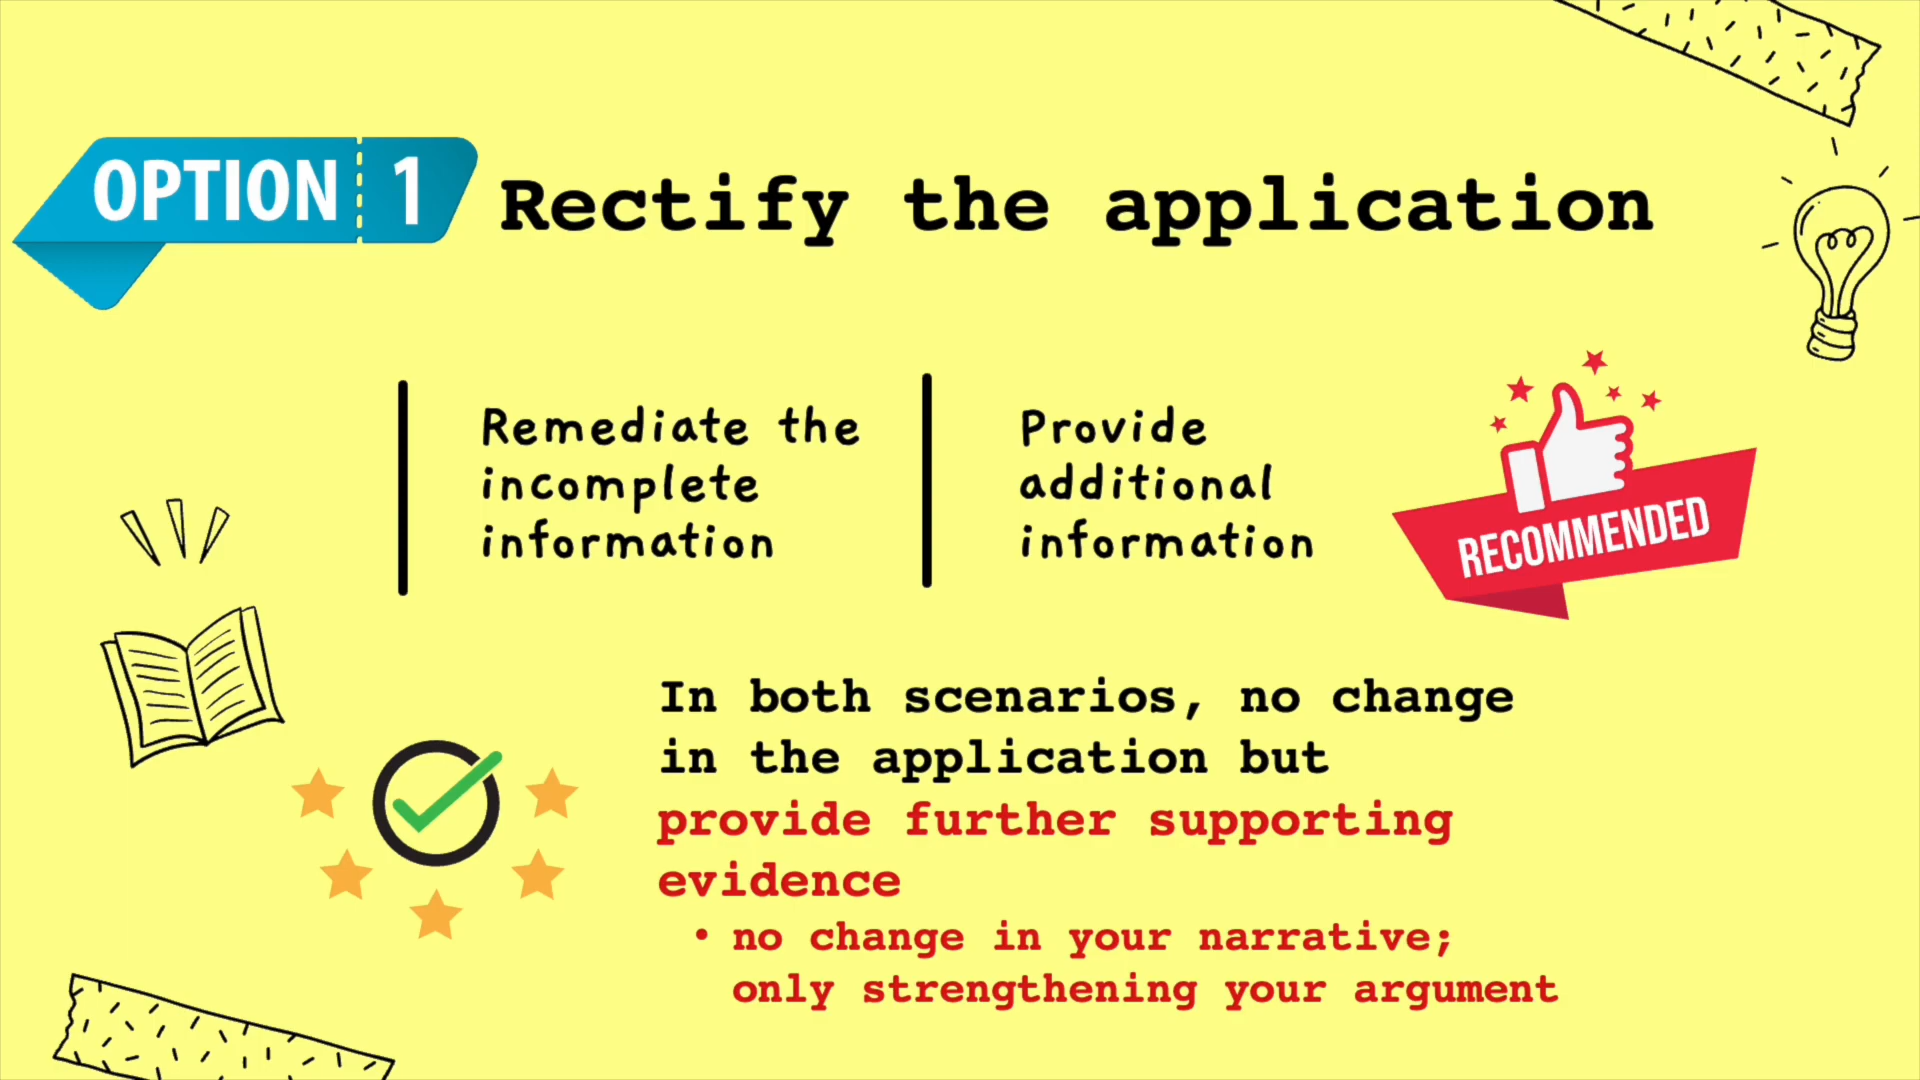 OPTION 1
Rectify the application
Remediate the
incomplete
information
Provide
additional
information
RECOMMENDED
In both scenarios, no change
in the application but
provide further supporting
evidence
• no change in your narrative;
only strengthening your argument